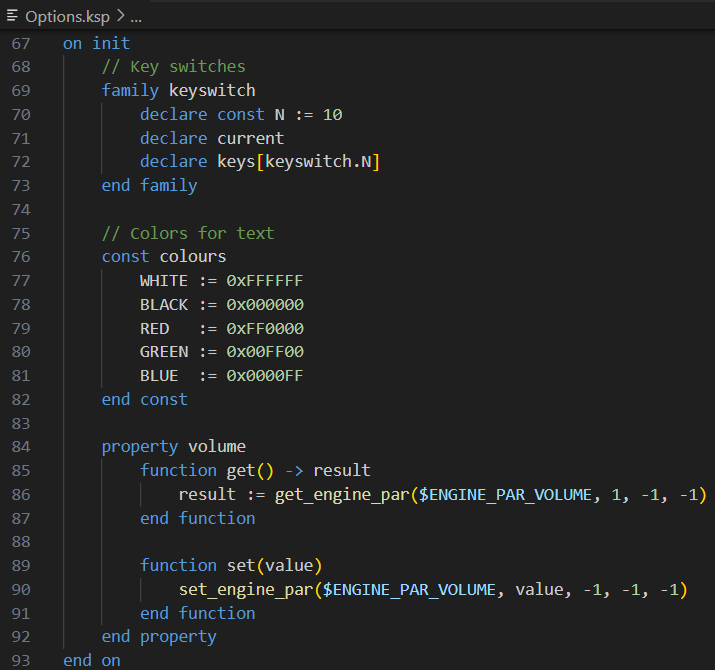 Options.ksp > ...
67 on init
68     // Key switches
69     family keyswitch
70         declare const N := 10
71         declare current
72         declare keys[keyswitch.N]
73     end family
74
75     // Colors for text
76     const colours
77         WHITE := 0xFFFFFF
78         BLACK := 0x000000
79         RED   := 0xFF0000
80         GREEN := 0x00FF00
81         BLUE  := 0x0000FF
82     end const
83
84     property volume
85         function get() -> result
86             result := get_engine_par($ENGINE_PAR_VOLUME, 1, -1, -1)
87         end function
88
89         function set(value)
90             set_engine_par($ENGINE_PAR_VOLUME, value, -1, -1, -1)
91         end function
92     end property
93 end on